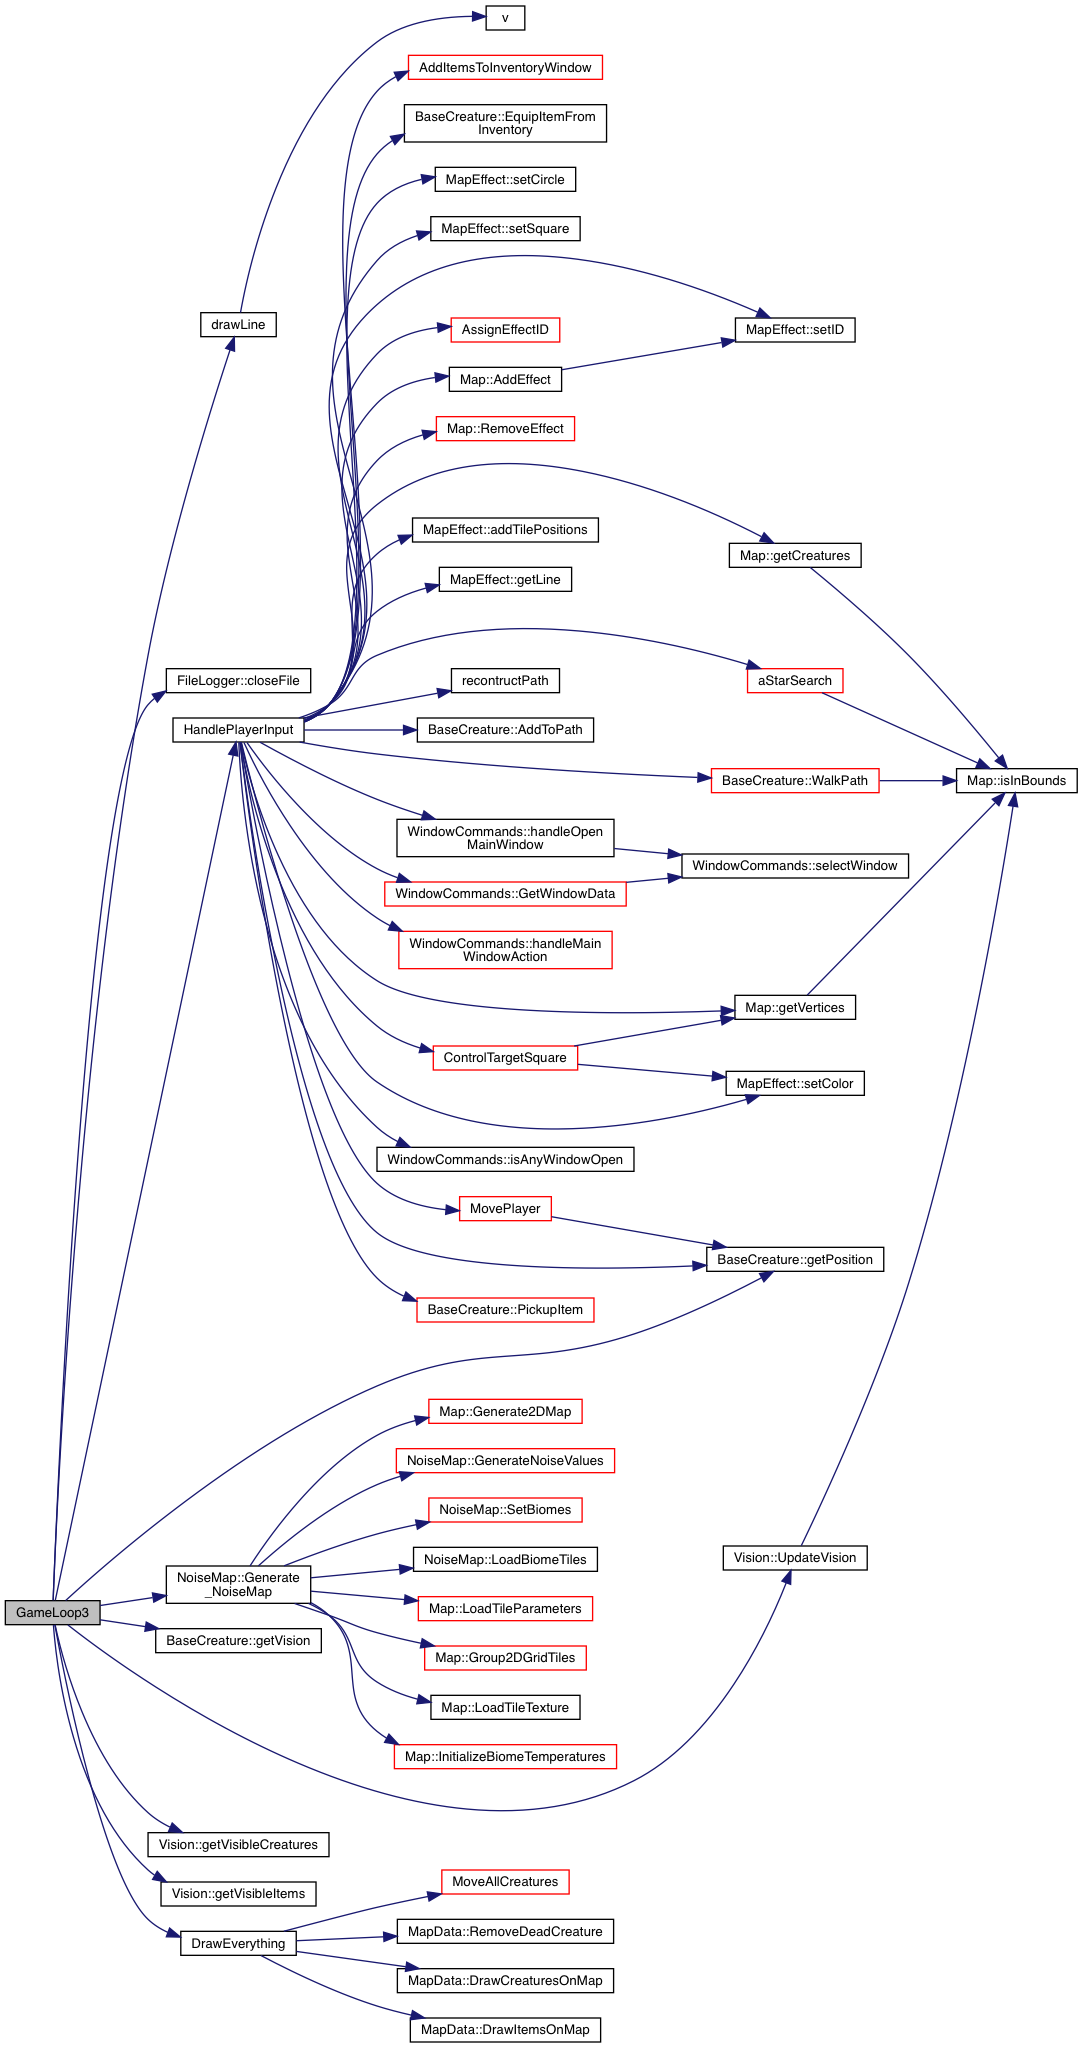 v
AddItemsToInventoryWindow
BaseCreature::EquipItemFrom
Inventory
MapEffect::setCircle
MapEffect::setSquare
drawLine
AssignEffectID
MapEffect::setID
Map::AddEffect
Map::RemoveEffect
MapEffect::addTilePositions
Map::getCreatures
MapEffect::getLine
FileLogger::closeFile
recontructPath
aStarSearch
HandlePlayerInput
BaseCreature::AddToPath
BaseCreature::WalkPath
Map::isInBounds
WindowCommands::handleOpen
MainWindow
WindowCommands::selectWindow
WindowCommands::GetWindowData
WindowCommands::handleMain
WindowAction
Map::getVertices
ControlTargetSquare
MapEffect::setColor
WindowCommands::isAnyWindowOpen
MovePlayer
BaseCreature::getPosition
BaseCreature::PickupItem
Map::Generate2DMap
NoiseMap::GenerateNoiseValues
NoiseMap::SetBiomes
NoiseMap::LoadBiomeTiles
Vision::UpdateVision
NoiseMap::Generate
_NoiseMap
Map::LoadTileParameters
GameLoop3
BaseCreature::getVision
Map::Group2DGridTiles
Map::LoadTileTexture
Map::InitializeBiomeTemperatures
Vision::getVisibleCreatures
MoveAllCreatures
Vision::getVisibleItems
MapData::RemoveDeadCreature
DrawEverything
MapData::DrawCreaturesOnMap
MapData::DrawItemsOnMap